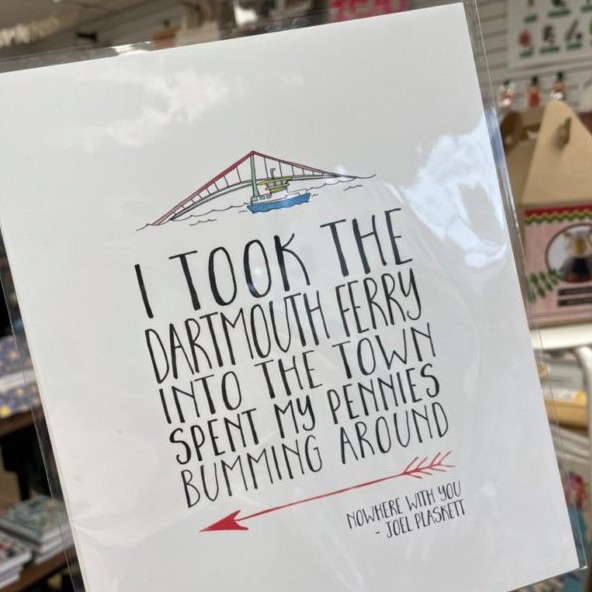 I TOOK THE
DARTMOUTH FERRY
INTO THE TOWN
SPENT MY PENNIES
BUMMING AROUND
NOWHERE WITH YOU
- JOEL PLASKETT